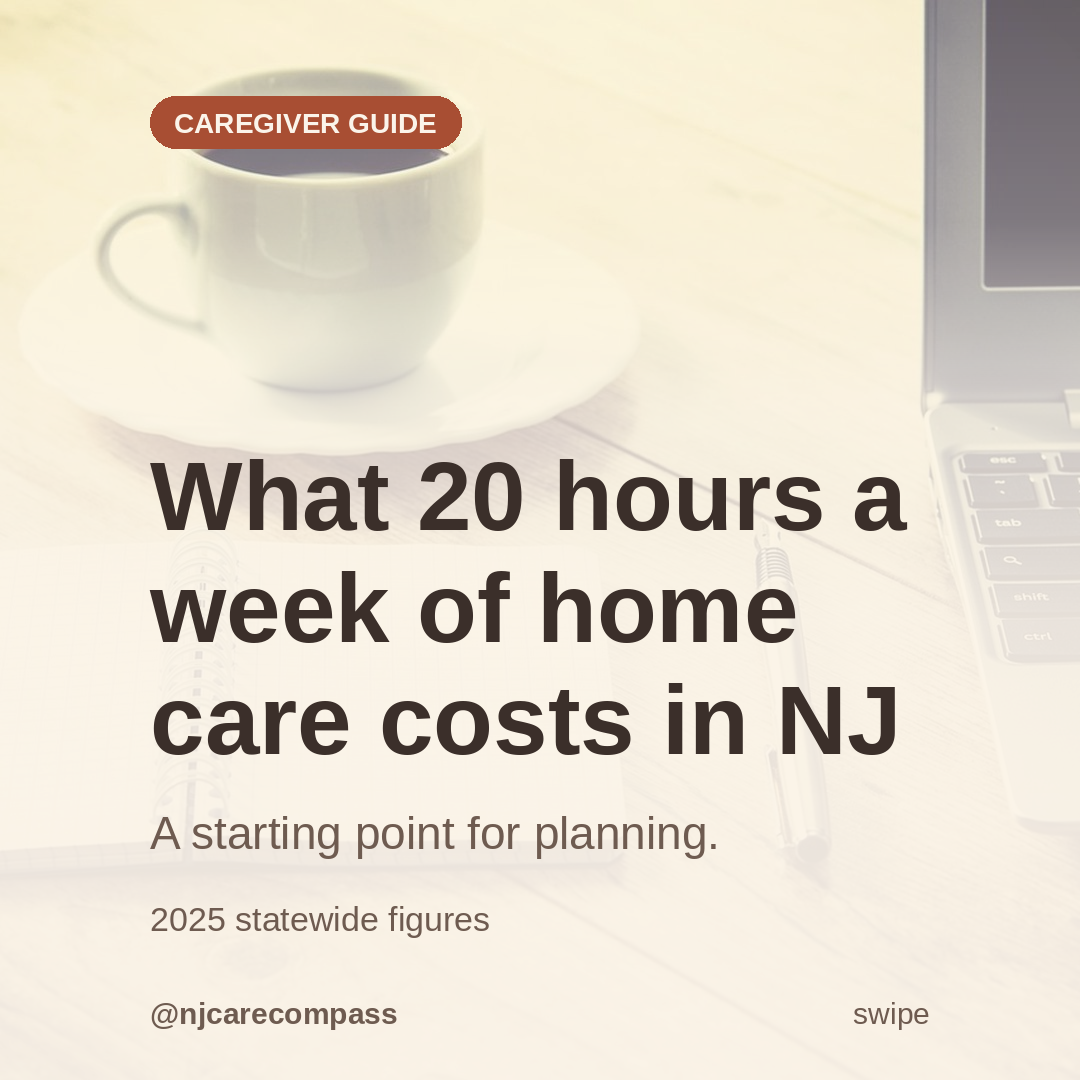 CAREGIVER GUIDE
What 20 hours a
week of home
care costs in NJ
A starting point for planning.
2025 statewide figures
@njcarecompass
swipe
esc
tab
shift
ctrl